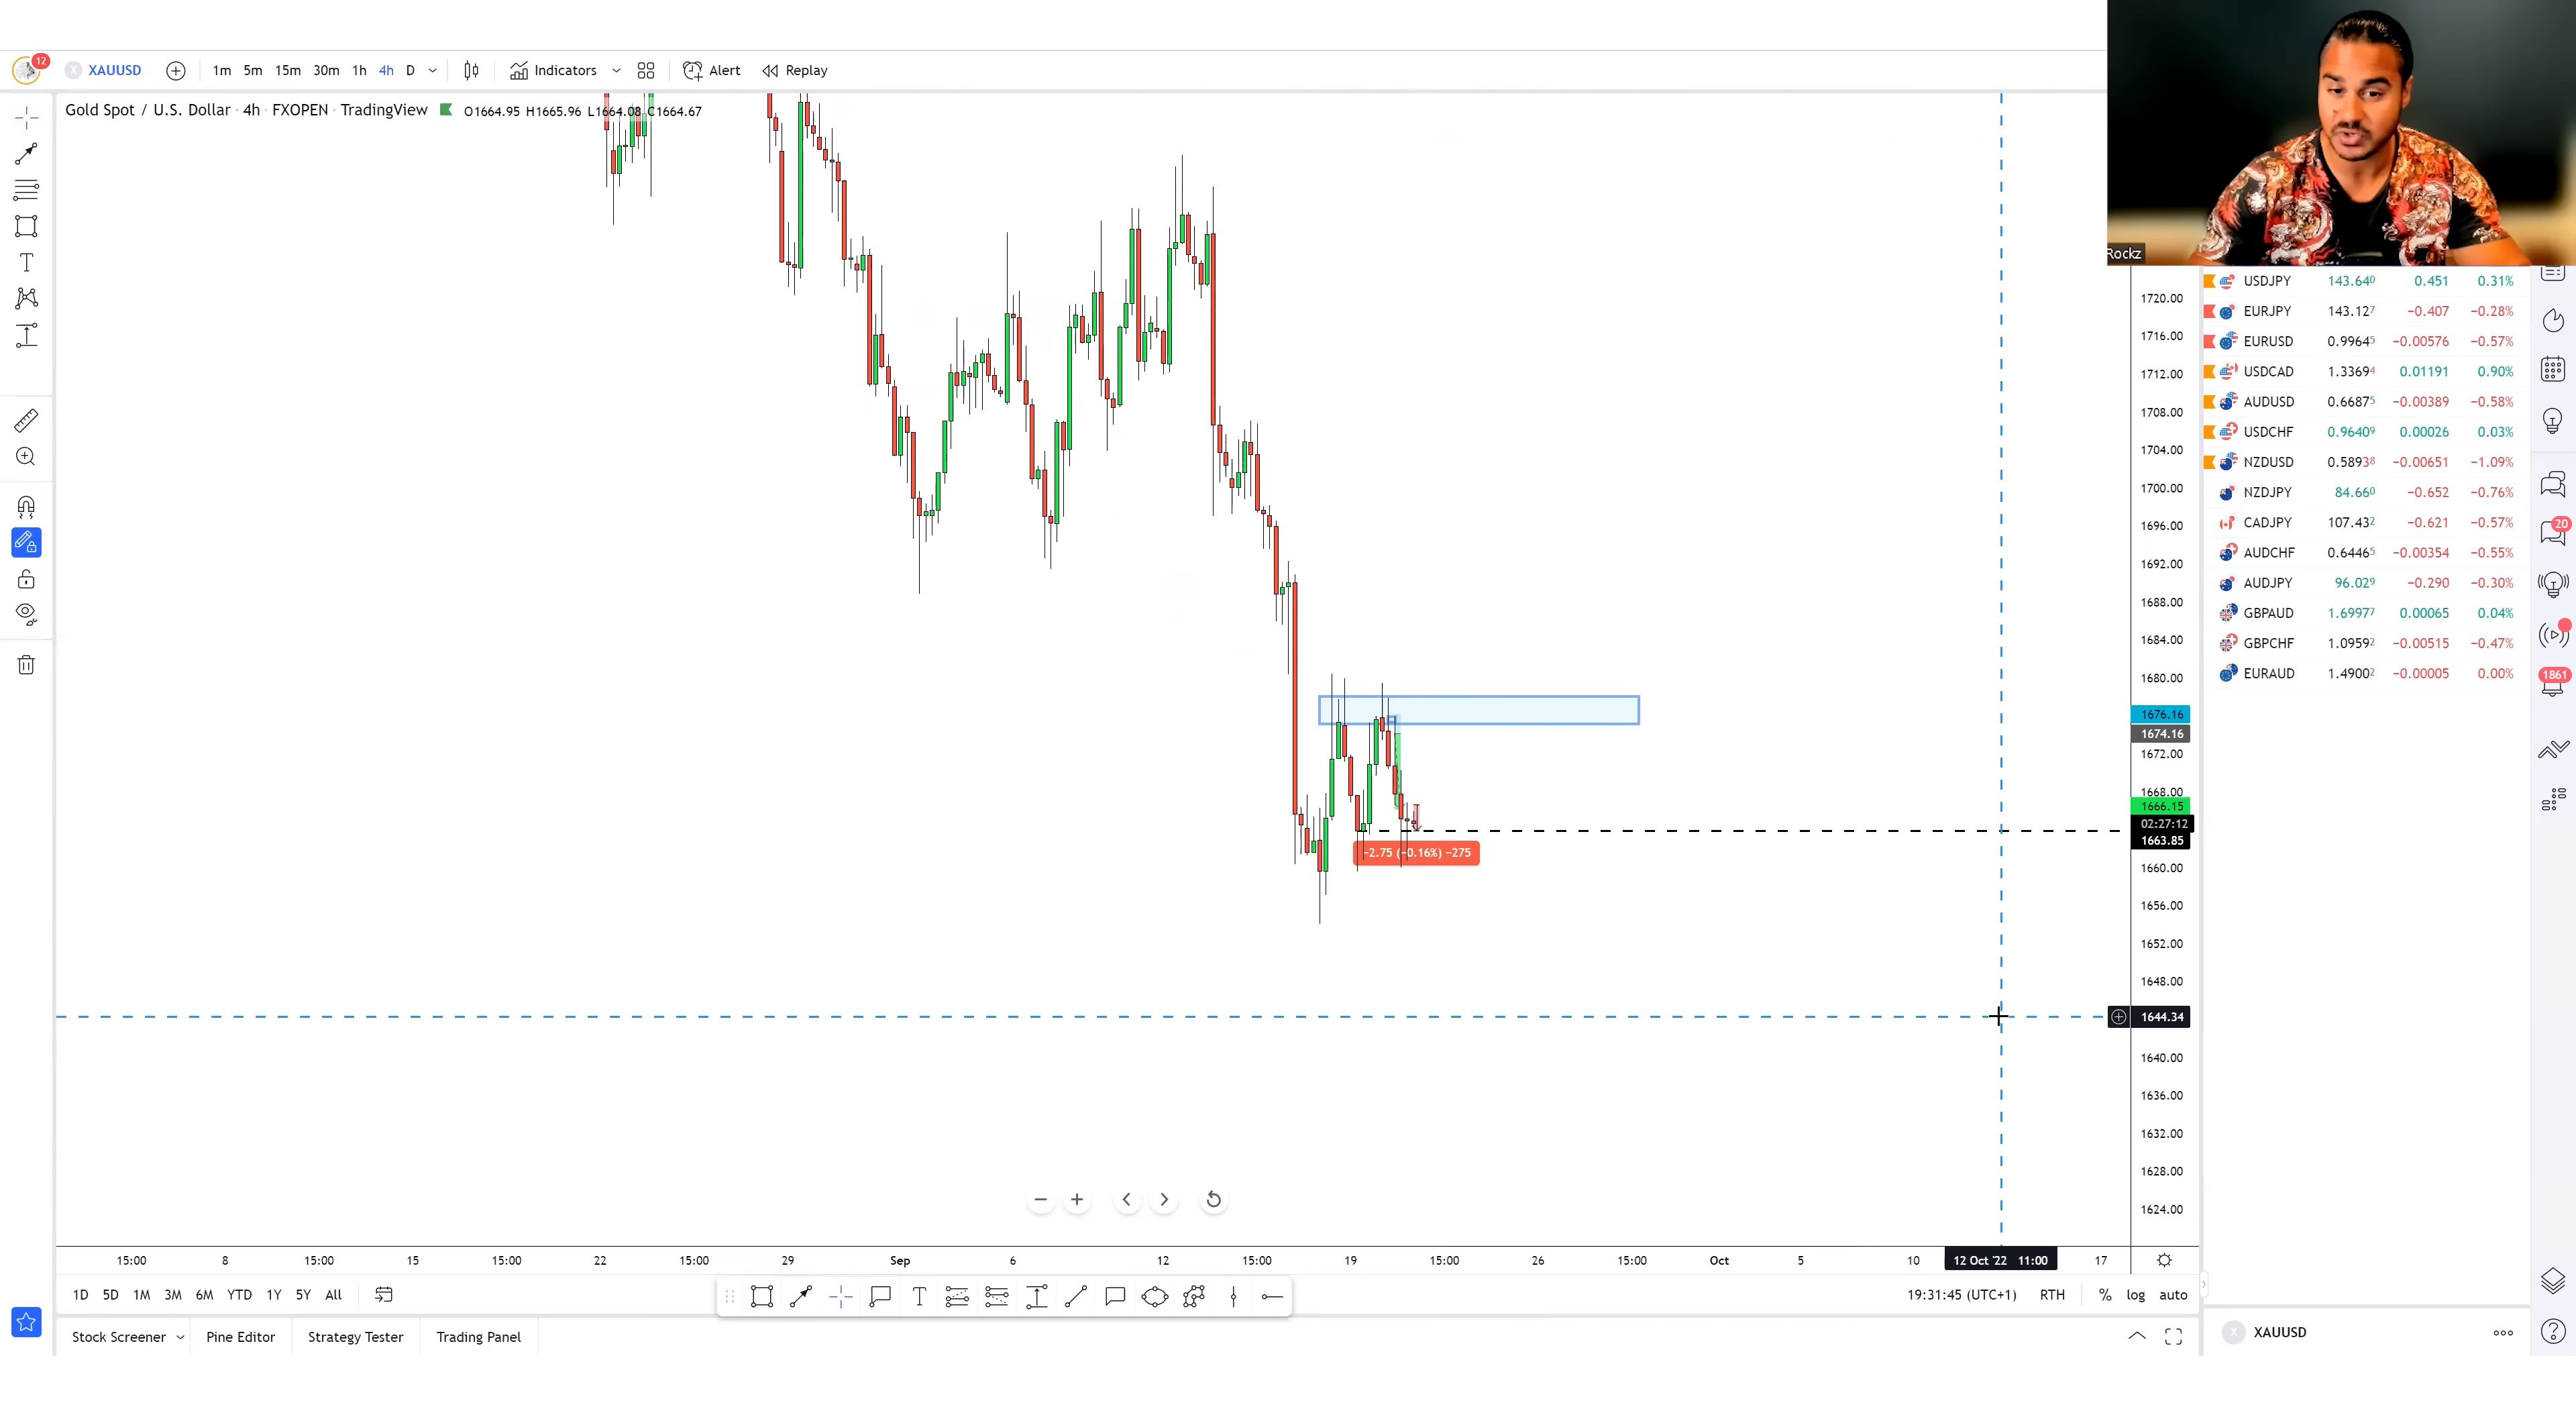 12
XAUUSD 1m 5m 15m 30m 1h 4h D Indicators Alert Replay
Gold Spot / U.S. Dollar · 4h · FXOPEN · TradingView O1664.95 H1665.96 L1664.08 C1664.67
Rockz
USDJPY 143.640 0.451 0.31%
EURJPY 143.127 −0.407 −0.28%
EURUSD 0.99645 −0.00576 −0.57%
USDCAD 1.33694 0.01191 0.90%
AUDUSD 0.66875 −0.00389 −0.58%
USDCHF 0.96409 0.00026 0.03%
NZDUSD 0.58938 −0.00651 −1.09%
NZDJPY 84.660 −0.652 −0.76%
CADJPY 107.432 −0.621 −0.57%
AUDCHF 0.64465 −0.00354 −0.55%
AUDJPY 96.029 −0.290 −0.30%
GBPAUD 1.69977 0.00065 0.04%
GBPCHF 1.09592 −0.00515 −0.47%
EURAUD 1.49002 −0.00005 0.00%
20
1861
1720.00
1716.00
1712.00
1708.00
1704.00
1700.00
1696.00
1692.00
1688.00
1684.00
1680.00
1676.16
1674.16
1672.00
1668.00
1666.15
02:27:12
1663.85
−2.75 (−0.16%) −275
1660.00
1656.00
1652.00
1648.00
1644.34
1640.00
1636.00
1632.00
1628.00
1624.00
15:00 8 15:00 15 15:00 22 15:00 29 Sep 6 12 15:00 19 15:00 26 15:00 Oct 5 10 12 Oct '22 11:00 17
1D 5D 1M 3M 6M YTD 1Y 5Y All T 19:31:45 (UTC+1) RTH % log auto
Stock Screener Pine Editor Strategy Tester Trading Panel
X XAUUSD